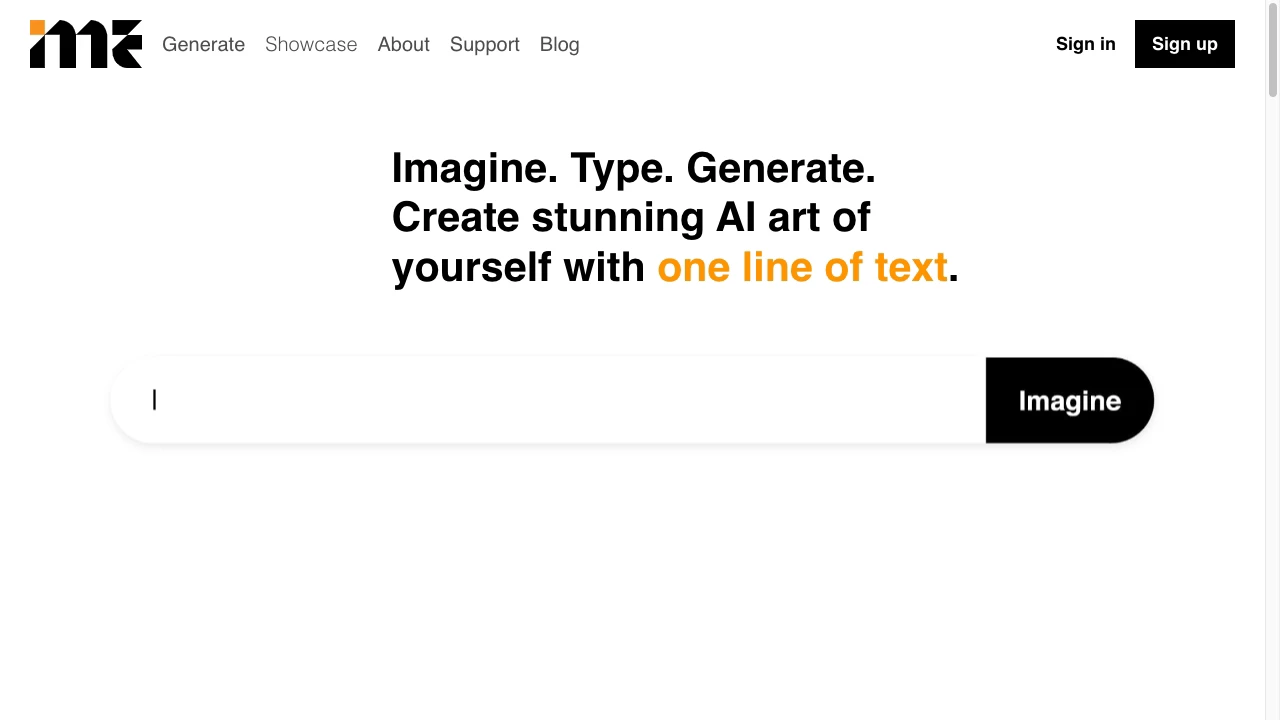 Generate Showcase About Support Blog Sign in Sign up
Imagine. Type. Generate.
Create stunning AI art of
yourself with one line of text.
Imagine